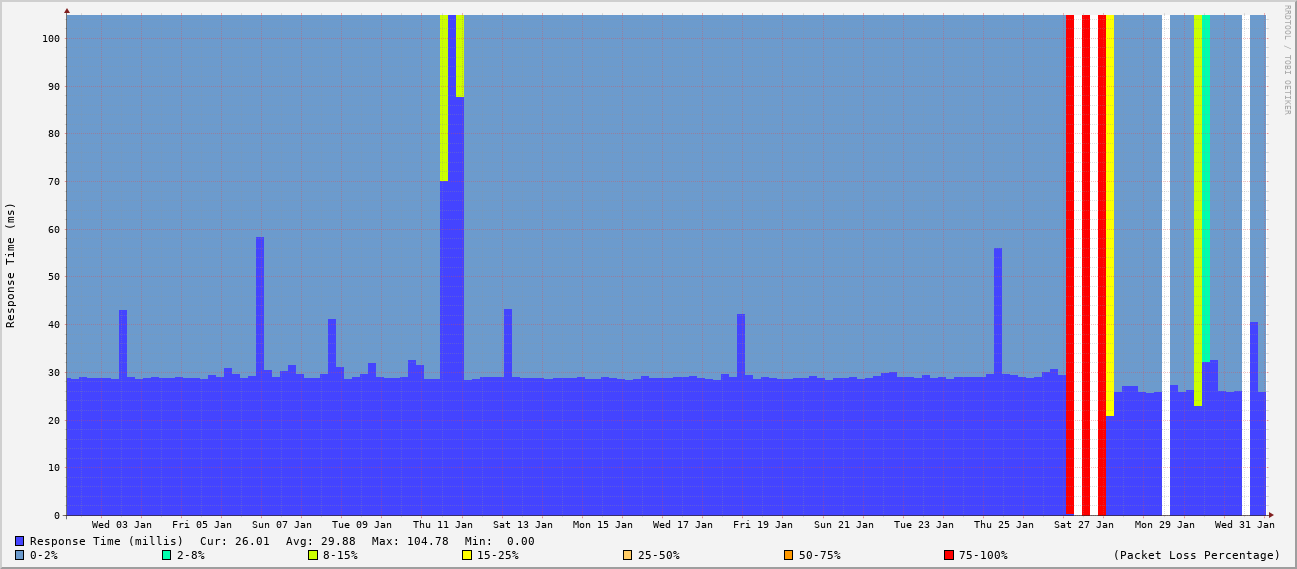 RRDTOOL / TOBI OETIKER
Response Time (ms)
100
90
80
70
60
50
40
30
20
10
0
Wed 03 Jan Fri 05 Jan Sun 07 Jan Tue 09 Jan Thu 11 Jan Sat 13 Jan Mon 15 Jan Wed 17 Jan Fri 19 Jan Sun 21 Jan Tue 23 Jan Thu 25 Jan Sat 27 Jan Mon 29 Jan Wed 31 Jan
Response Time (millis) Cur: 26.01 Avg: 29.88 Max: 104.78 Min: 0.00
0-2% 2-8% 8-15% 15-25% 25-50% 50-75% 75-100% (Packet Loss Percentage)